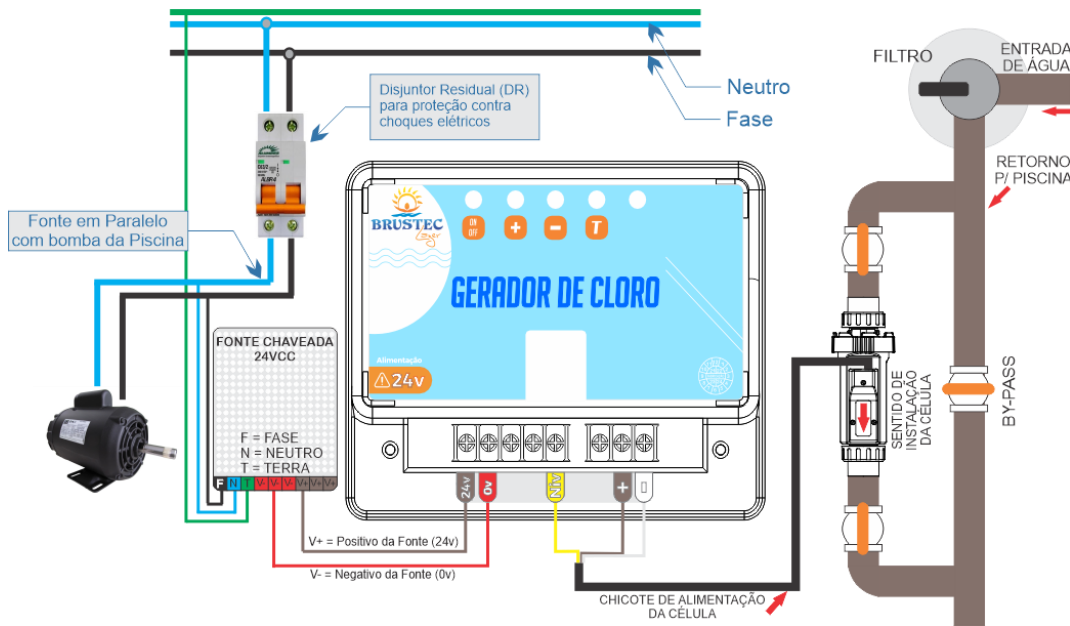 Neutro
Fase
Disjuntor Residual (DR)
para proteção contra
choques elétricos
Fonte em Paralelo
com bomba da Piscina
FONTE CHAVEADA
24VCC
F = FASE
N = NEUTRO
T = TERRA
F N T V- V- V- V+ V+ V+
V+ = Positivo da Fonte (24v)
V- = Negativo da Fonte (0v)
BRUSTEC
Lazer
ON
OFF
+
−
T
GERADOR DE CLORO
Alimentação
24v
24v
0v
Nív
+
CHICOTE DE ALIMENTAÇÃO
DA CÉLULA
FILTRO
ENTRADA
DE ÁGUA
RETORNO
P/ PISCINA
SENTIDO DE
INSTALAÇÃO
DA CÉLULA
BY-PASS